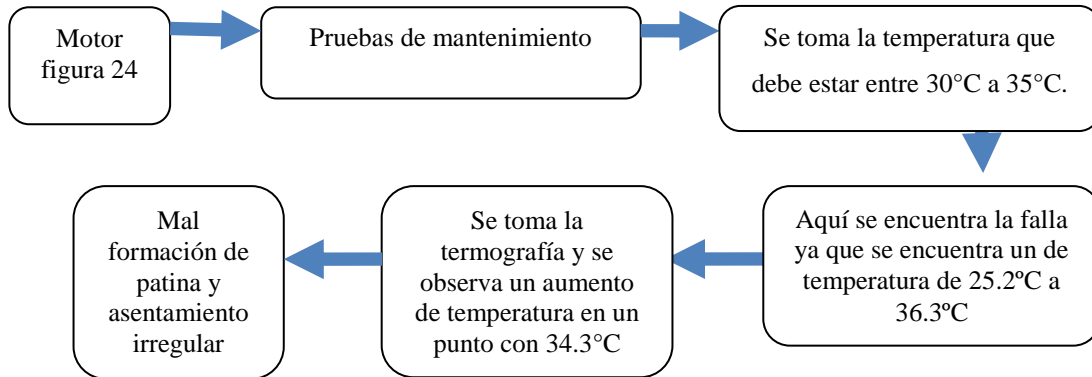 Motor
figura 24
Pruebas de mantenimiento
Se toma la temperatura que
debe estar entre 30°C a 35°C.
Aquí se encuentra la falla
ya que se encuentra un de
temperatura de 25.2ºC a
36.3ºC
Se toma la
termografía y se
observa un aumento
de temperatura en un
punto con 34.3°C
Mal
formación de
patina y
asentamiento
irregular